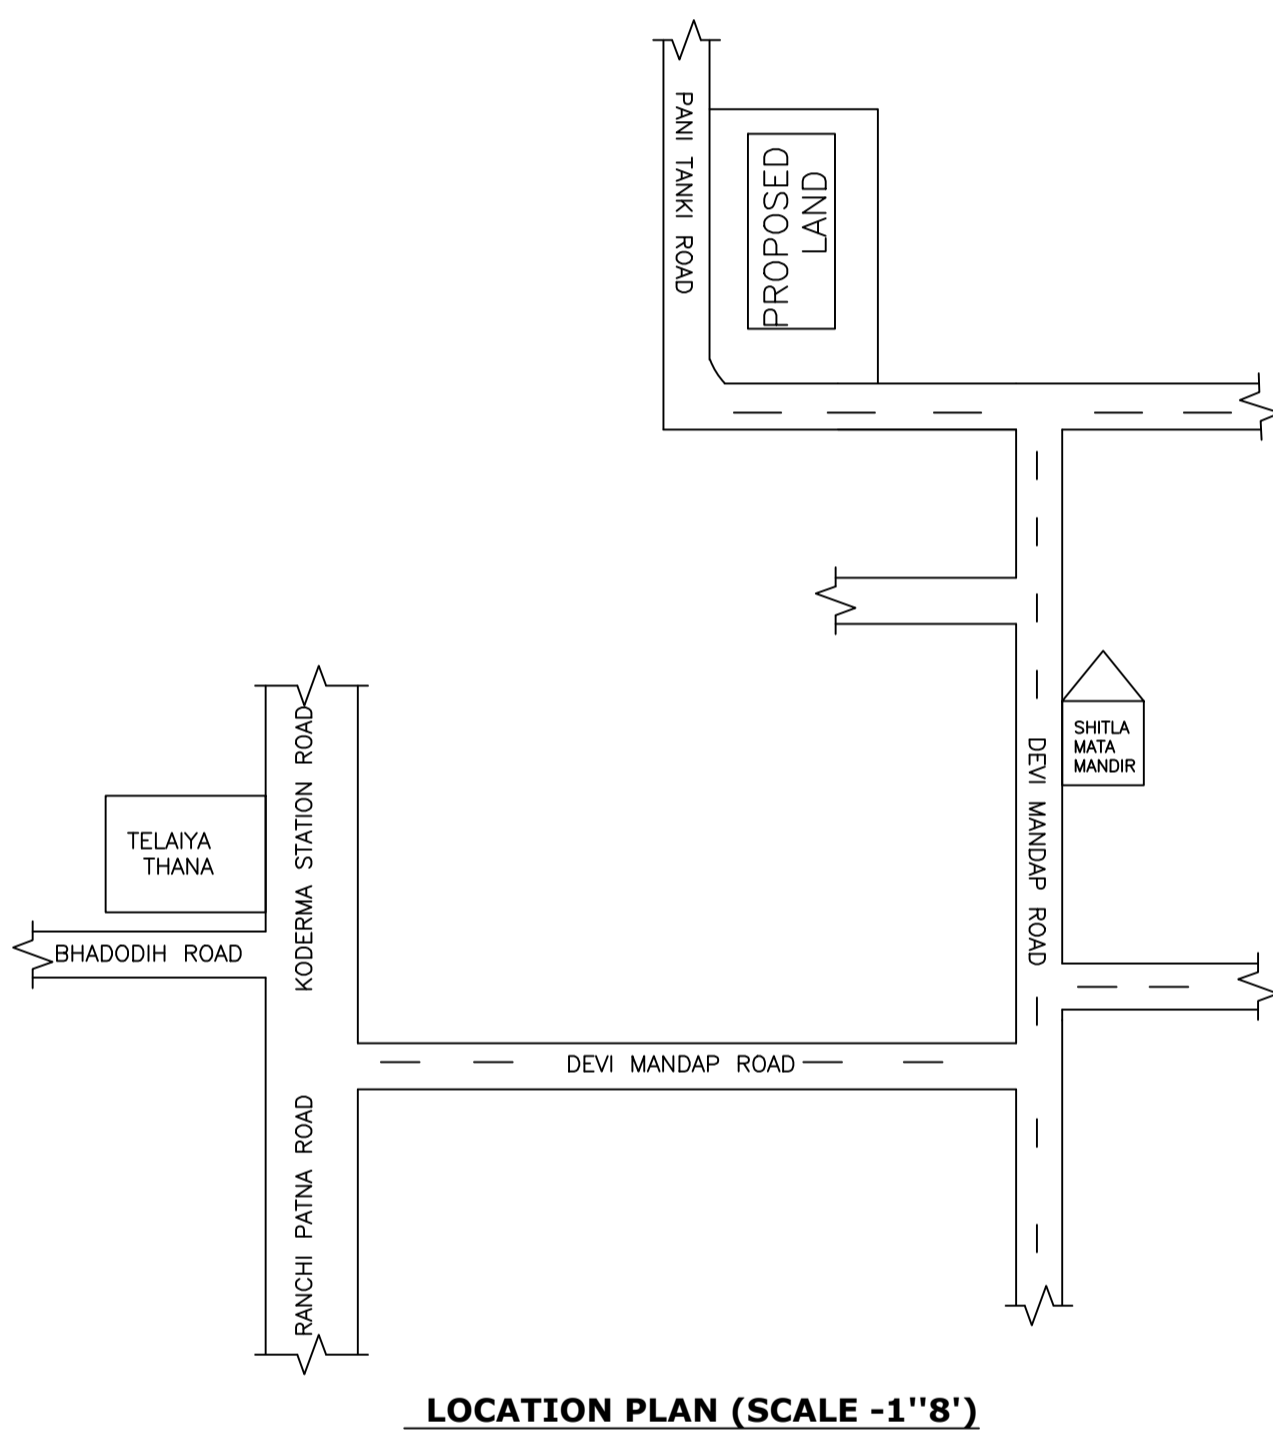 PANI TANKI ROAD
PROPOSED
LAND
SHITLA
MATA
MANDIR
DEVI MANDAP ROAD
KODERMA STATION ROAD
TELAIYA
THANA
BHADODIH ROAD
DEVI MANDAP ROAD
RANCHI PATNA ROAD
LOCATION PLAN (SCALE -1''8')